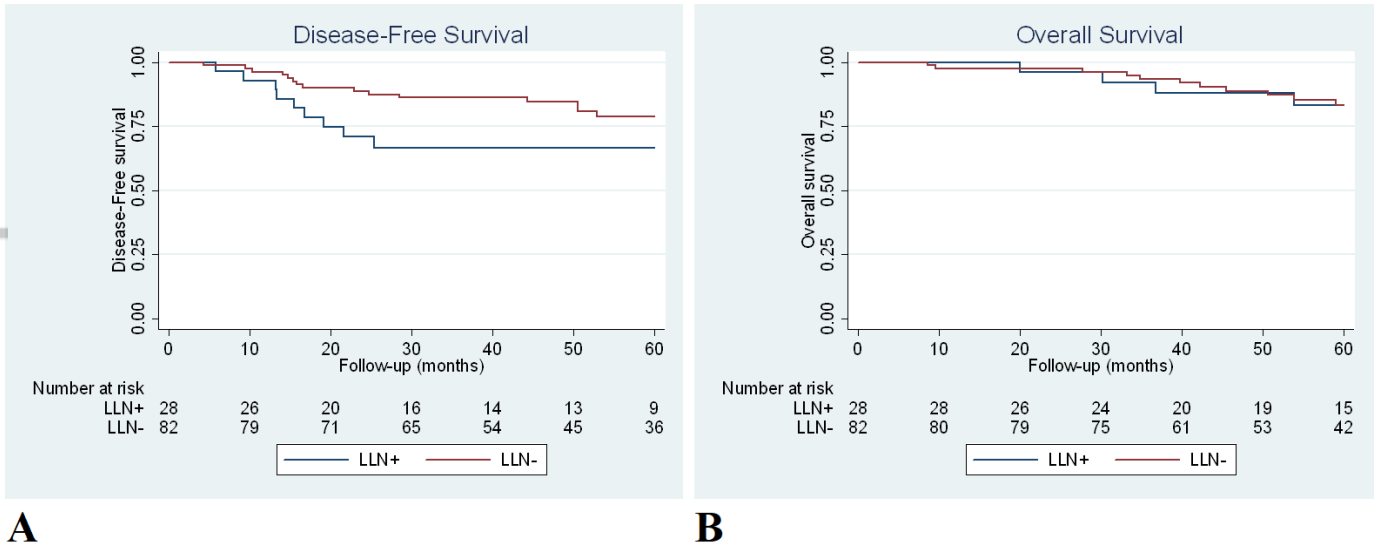 Disease-Free Survival
Disease-Free survival
1.00
0.75
0.50
0.25
0.00
0 10 20 30 40 50 60
Follow-up (months)
Number at risk
LLN+ 28 26 20 16 14 13 9
LLN- 82 79 71 65 54 45 36
LLN+ LLN-
A
Overall Survival
Overall survival
1.00
0.75
0.50
0.25
0.00
0 10 20 30 40 50 60
Follow-up (months)
Number at risk
LLN+ 28 28 26 24 20 19 15
LLN- 82 80 79 75 61 53 42
LLN+ LLN-
B